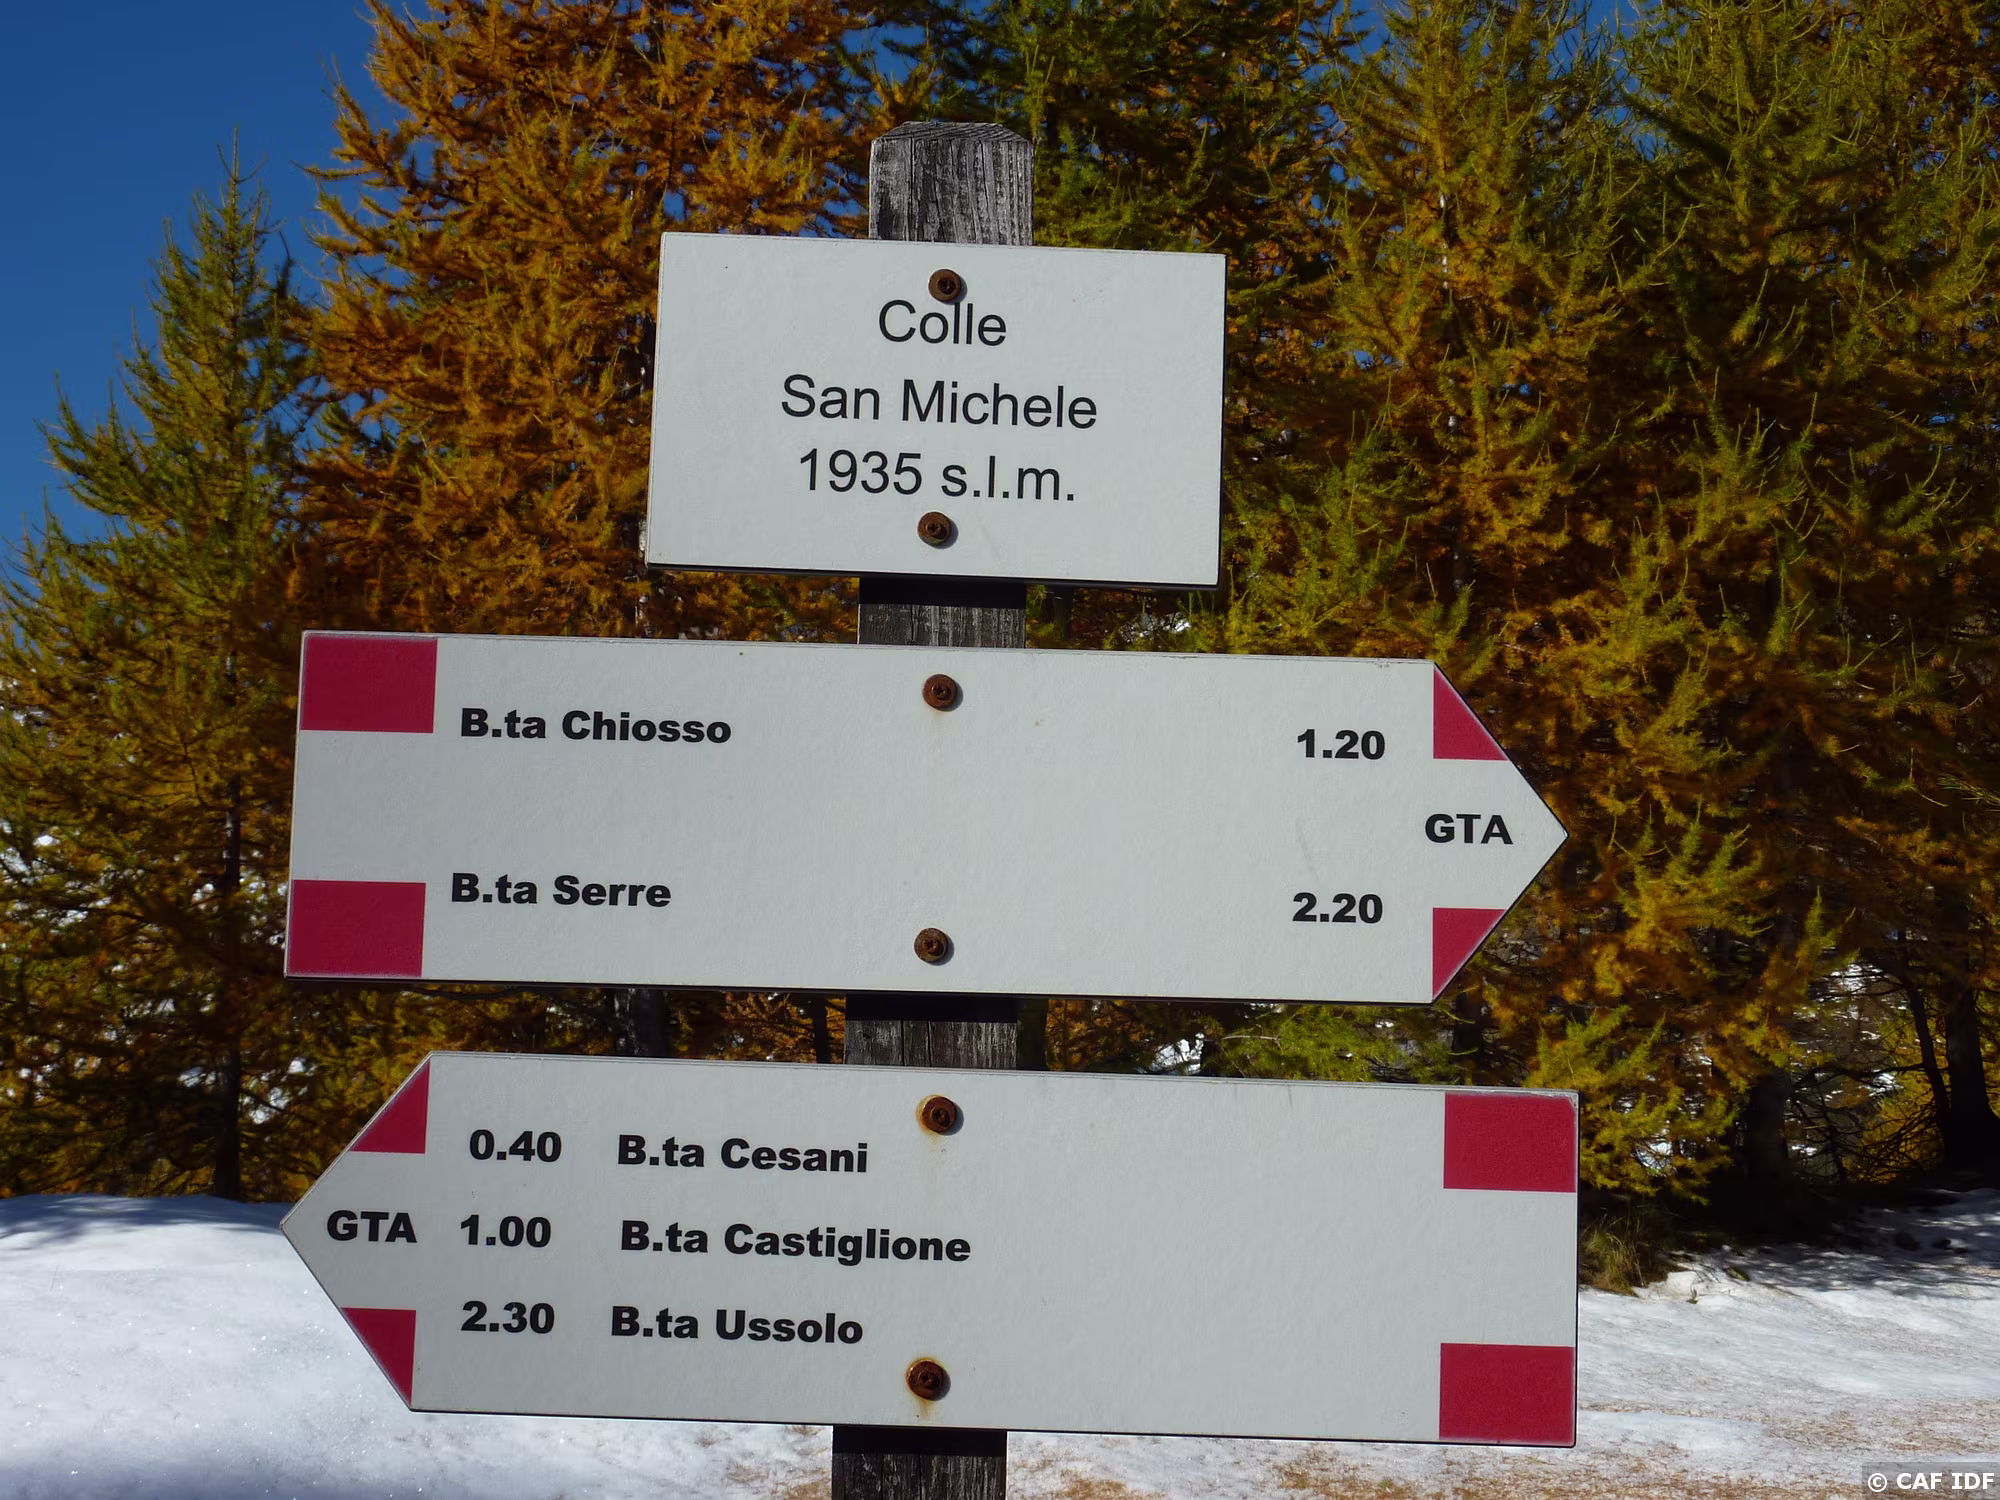 Colle
San Michele
1935 s.l.m.
B.ta Chiosso 1.20
GTA
B.ta Serre 2.20
0.40 B.ta Cesani
GTA 1.00 B.ta Castiglione
2.30 B.ta Ussolo
© CAF IDF